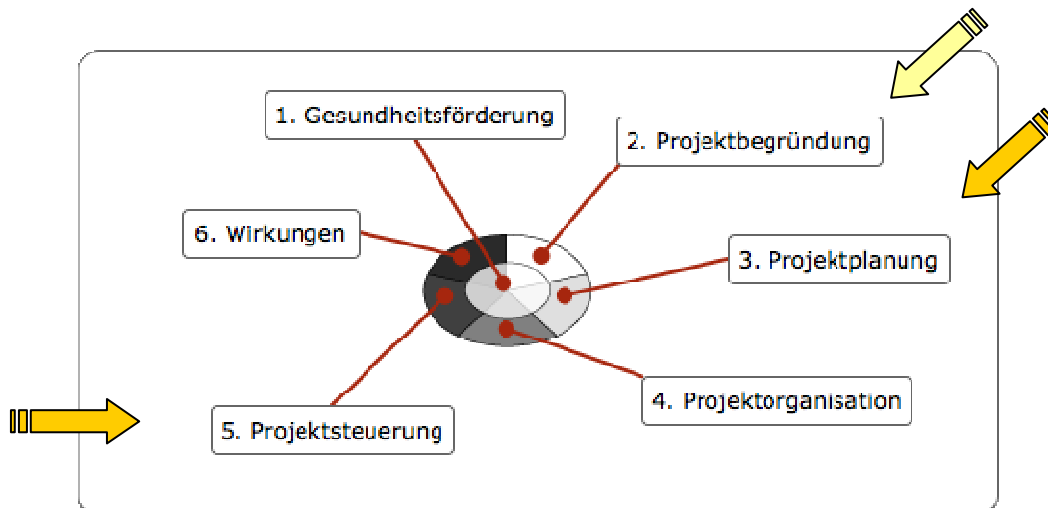 1. Gesundheitsförderung
2. Projektbegründung
3. Projektplanung
4. Projektorganisation
5. Projektsteuerung
6. Wirkungen